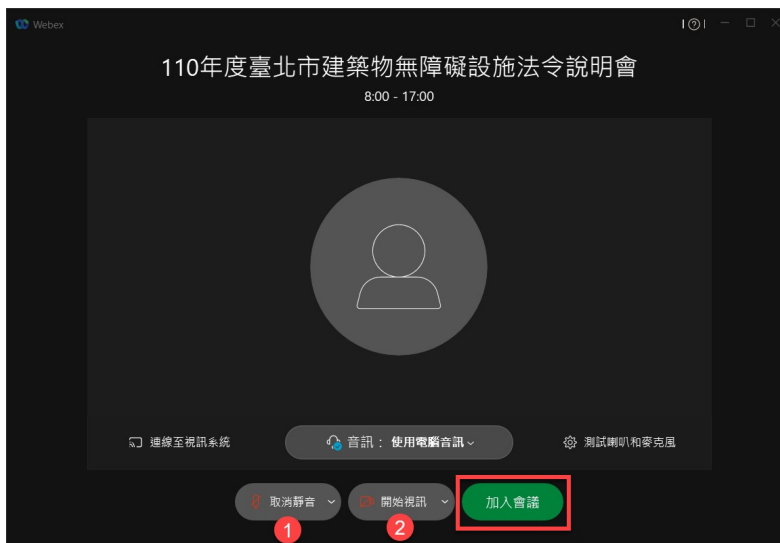 Webex
110年度臺北市建築物無障礙設施法令說明會
8:00 - 17:00
連線至視訊系統
音訊： 使用電腦音訊
測試喇叭和麥克風
取消靜音
開始視訊
加入會議
1
2